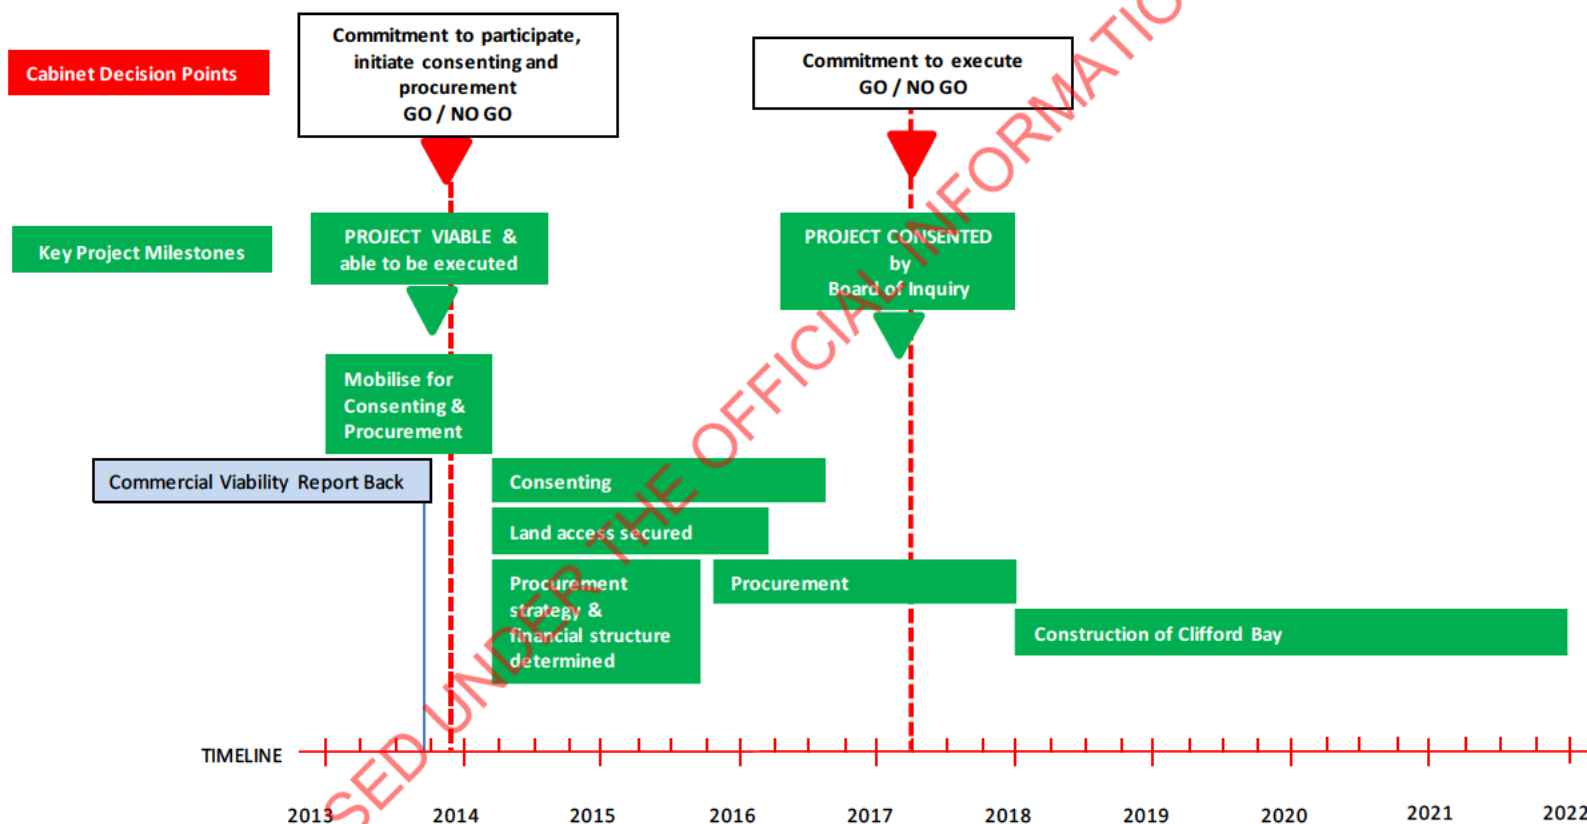 Commitment to participate,
initiate consenting and
procurement
GO / NO GO
Commitment to execute
GO / NO GO
Cabinet Decision Points
Key Project Milestones
PROJECT VIABLE &
able to be executed
PROJECT CONSENTED
by
Board of Inquiry
Mobilise for
Consenting &
Procurement
Commercial Viability Report Back
Consenting
Land access secured
Procurement
strategy &
financial structure
determined
Procurement
Construction of Clifford Bay
TIMELINE
2013 2014 2015 2016 2017 2018 2019 2020 2021 2022
SED UNDER THE OFFICIAL INFORMATIO